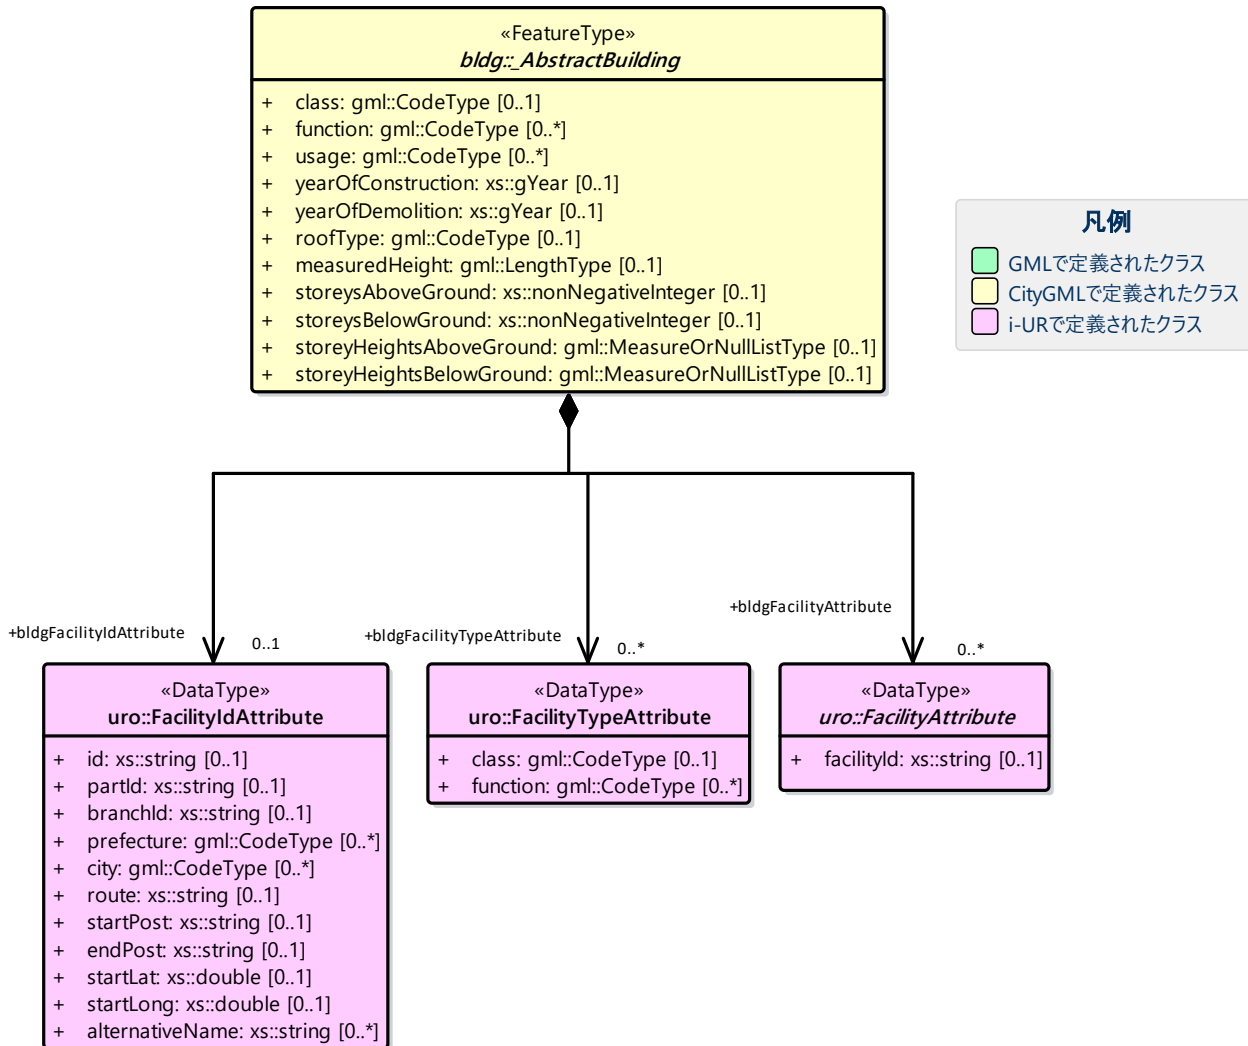 «FeatureType»
bldg::_AbstractBuilding
+ class: gml::CodeType [0..1]
+ function: gml::CodeType [0..*]
+ usage: gml::CodeType [0..*]
+ yearOfConstruction: xs::gYear [0..1]
+ yearOfDemolition: xs::gYear [0..1]
+ roofType: gml::CodeType [0..1]
+ measuredHeight: gml::LengthType [0..1]
+ storeysAboveGround: xs::nonNegativeInteger [0..1]
+ storeysBelowGround: xs::nonNegativeInteger [0..1]
+ storeyHeightsAboveGround: gml::MeasureOrNullListType [0..1]
+ storeyHeightsBelowGround: gml::MeasureOrNullListType [0..1]
凡例
GMLで定義されたクラス
CityGMLで定義されたクラス
i-URで定義されたクラス
+bldgFacilityIdAttribute
0..1
+bldgFacilityTypeAttribute
0..*
+bldgFacilityAttribute
0..*
«DataType»
uro::FacilityIdAttribute
+ id: xs::string [0..1]
+ partId: xs::string [0..1]
+ branchId: xs::string [0..1]
+ prefecture: gml::CodeType [0..*]
+ city: gml::CodeType [0..*]
+ route: xs::string [0..1]
+ startPost: xs::string [0..1]
+ endPost: xs::string [0..1]
+ startLat: xs::double [0..1]
+ startLong: xs::double [0..1]
+ alternativeName: xs::string [0..*]
«DataType»
uro::FacilityTypeAttribute
+ class: gml::CodeType [0..1]
+ function: gml::CodeType [0..*]
«DataType»
uro::FacilityAttribute
+ facilityId: xs::string [0..1]